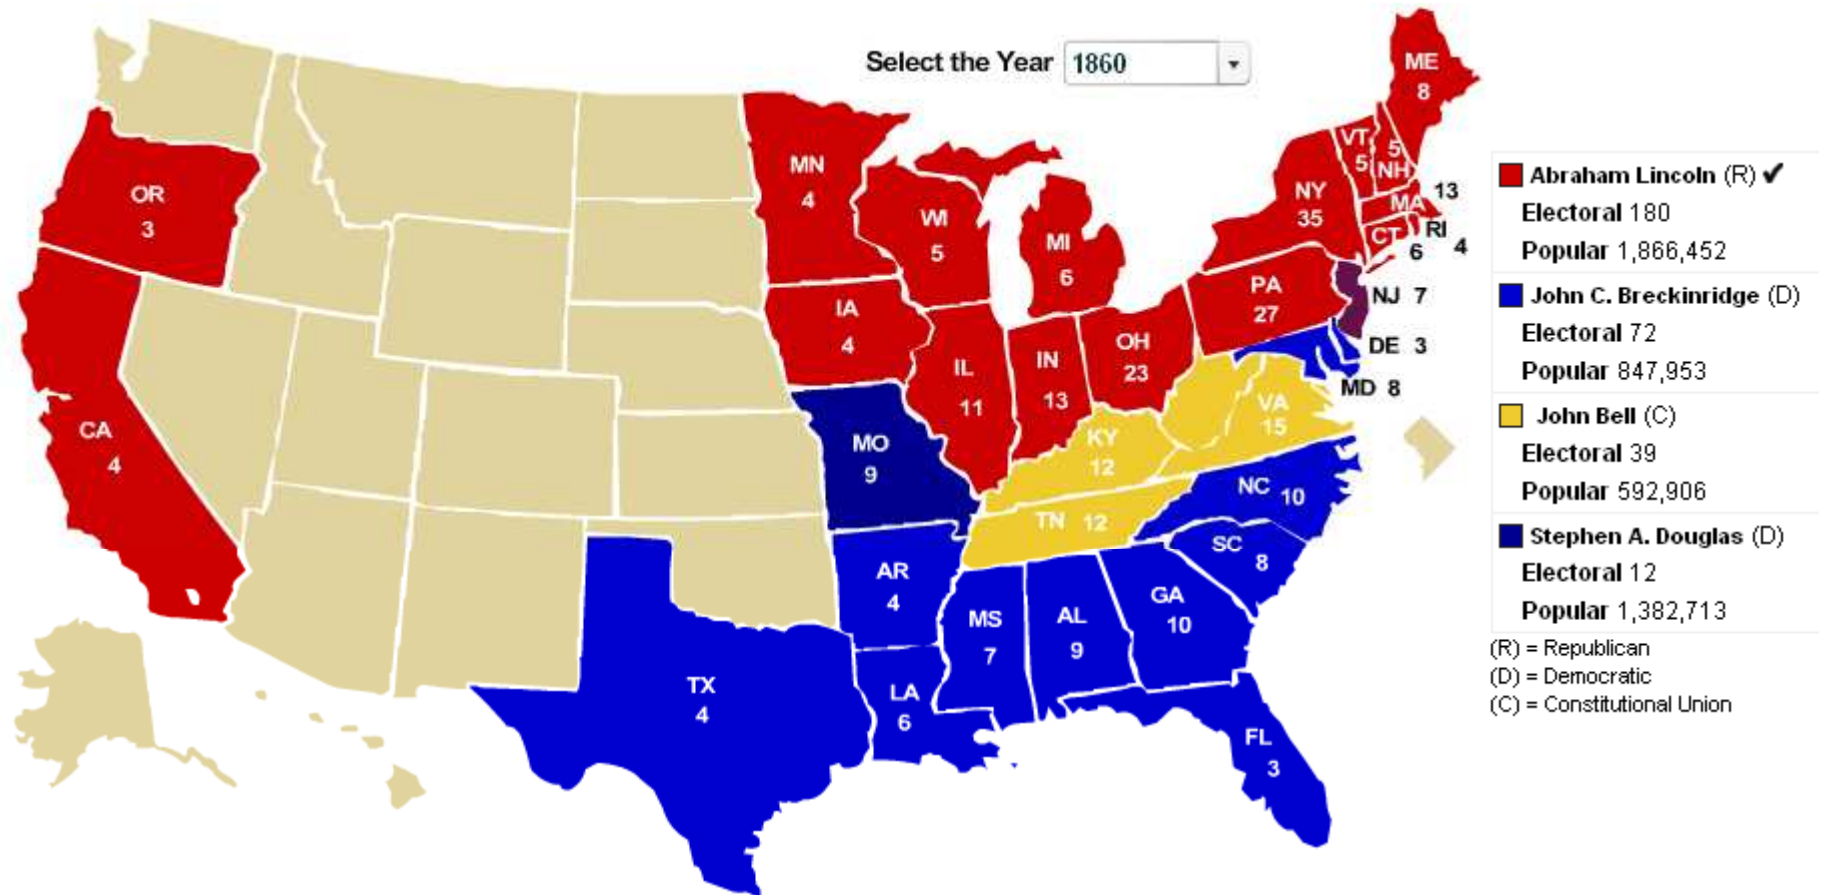 Select the Year 1860
ME
8
VT
5
5
NH
MN
4
OR
3
NY
35
13
MA
WI
5
RI
4
CT
6
MI
6
PA
27
NJ 7
IA
4
OH
23
DE 3
IL
11
IN
13
MD 8
VA
15
CA
4
MO
9
KY
12
NC 10
TN 12
SC
8
AR
4
MS
7
AL
9
GA
10
TX
4
LA
6
FL
3
Abraham Lincoln (R) ✔
Electoral 180
Popular 1,866,452
John C. Breckinridge (D)
Electoral 72
Popular 847,953
John Bell (C)
Electoral 39
Popular 592,906
Stephen A. Douglas (D)
Electoral 12
Popular 1,382,713
(R) = Republican
(D) = Democratic
(C) = Constitutional Union